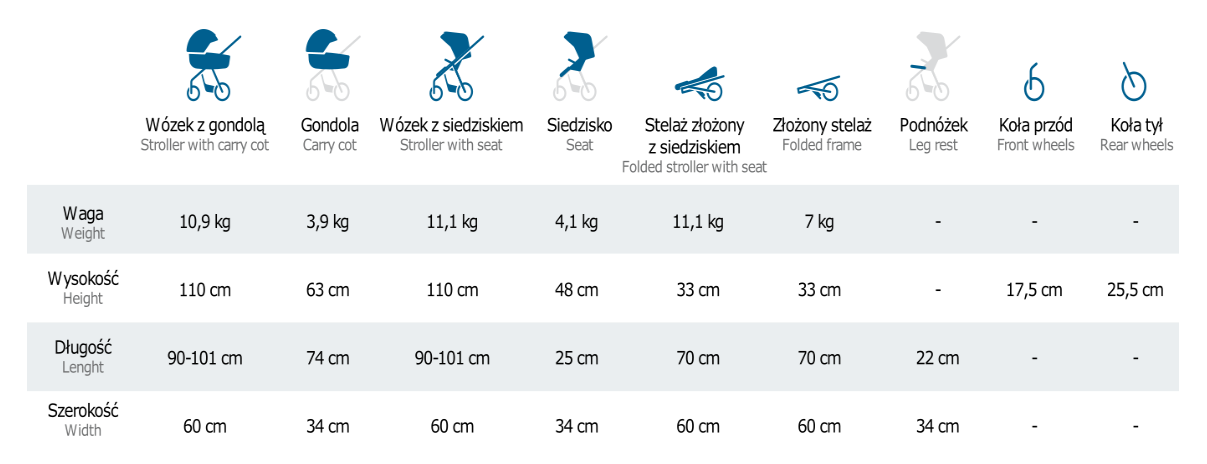 Wózek z gondolą Gondola Wózek z siedziskiem Siedzisko Stelaż złożony Złożony stelaż Podnóżek Koła przód Koła tył
Stroller with carry cot Carry cot Stroller with seat Seat z siedziskiem Folded frame Leg rest Front wheels Rear wheels
Folded stroller with seat
Waga
Weight
10,9 kg 3,9 kg 11,1 kg 4,1 kg 11,1 kg 7 kg - - -
Wysokość
Height
110 cm 63 cm 110 cm 48 cm 33 cm 33 cm - 17,5 cm 25,5 cm
Długość
Lenght
90-101 cm 74 cm 90-101 cm 25 cm 70 cm 70 cm 22 cm - -
Szerokość
Width
60 cm 34 cm 60 cm 34 cm 60 cm 60 cm 34 cm - -